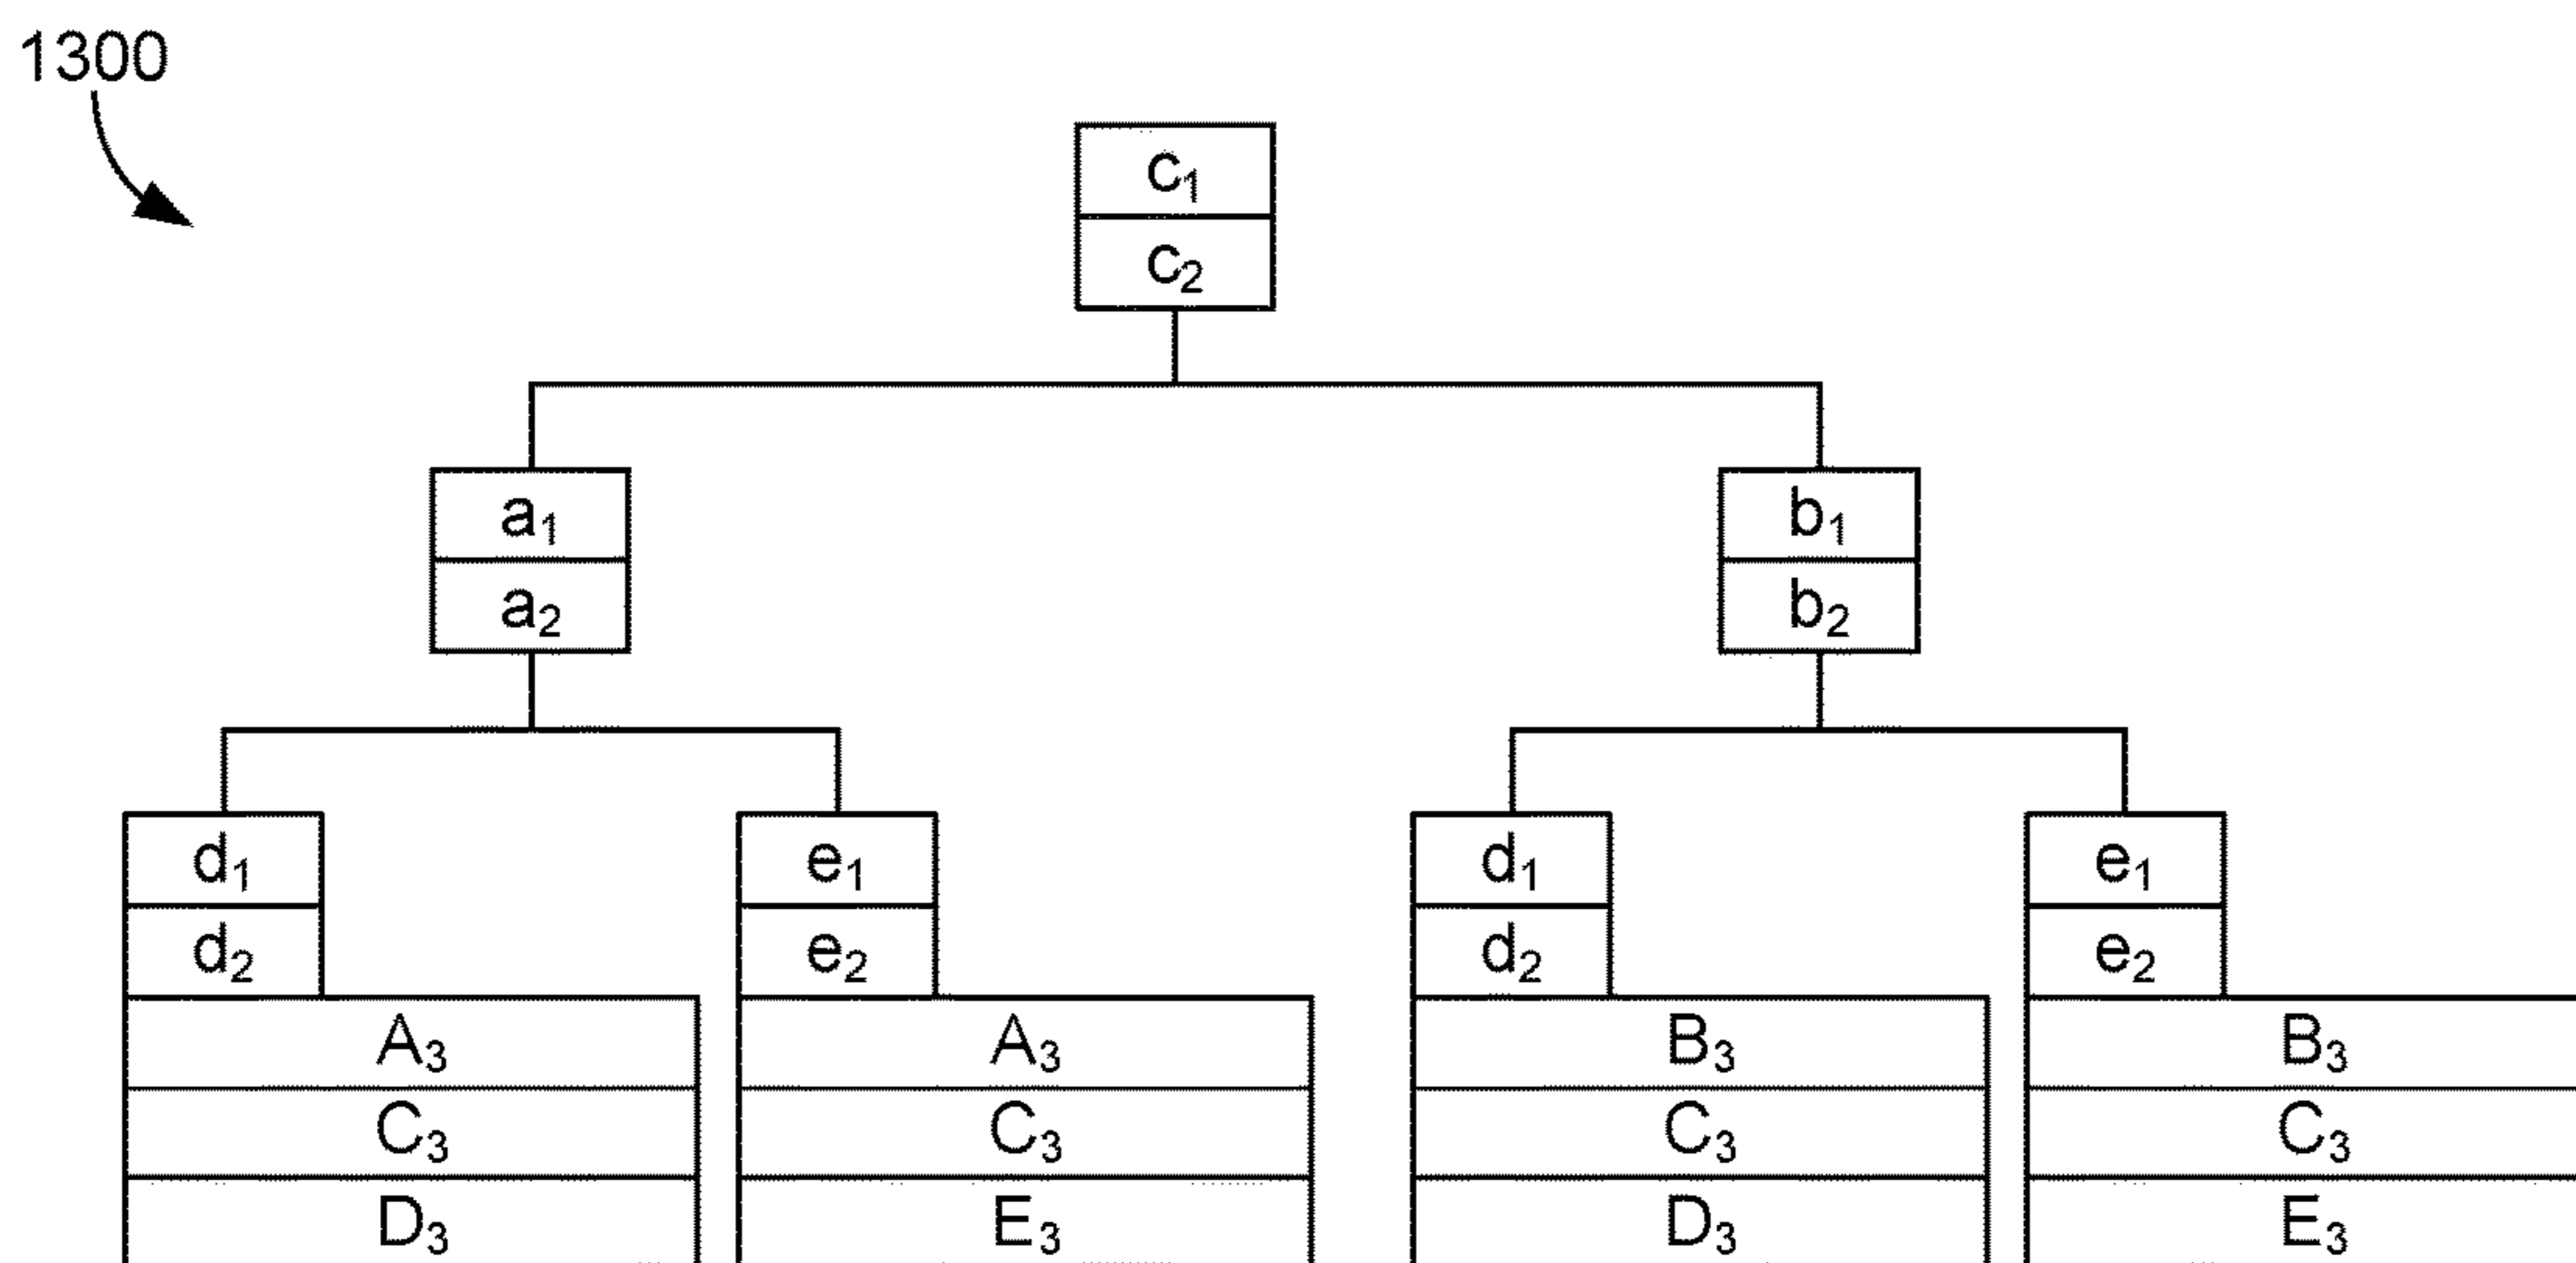 1300
c₁
c₂
a₁ b₁
a₂ b₂
d₁ e₁ d₁ e₁
d₂ e₂ d₂ e₂
A₃ A₃ B₃ B₃
C₃ C₃ C₃ C₃
D₃ E₃ D₃ E₃